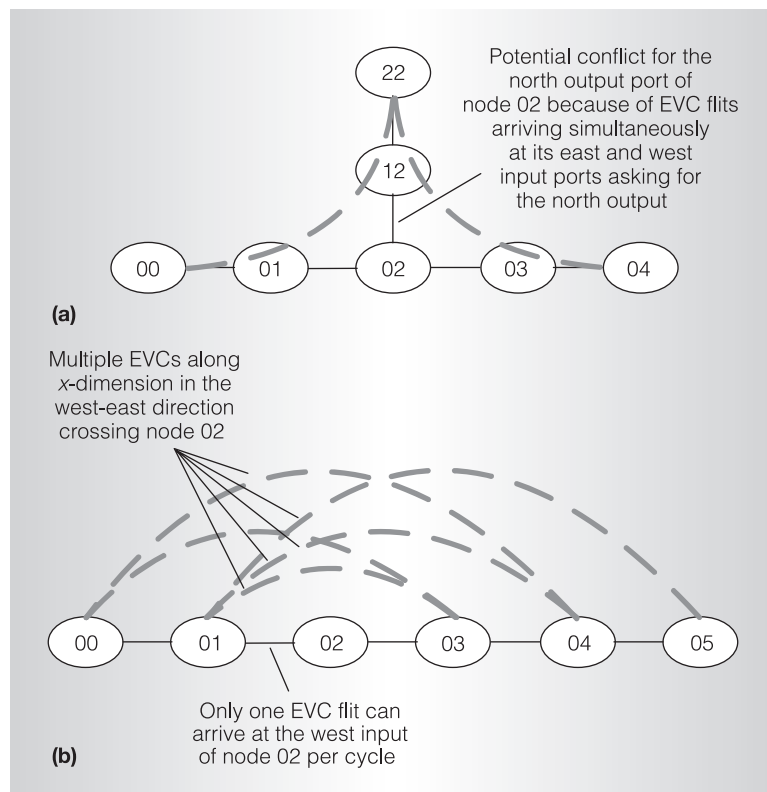 22
Potential conflict for the
north output port of
node 02 because of EVC flits
arriving simultaneously
at its east and west
input ports asking for
the north output
12
00
01
02
03
04
(a)
Multiple EVCs along
x-dimension in the
west-east direction
crossing node 02
00
01
02
03
04
05
Only one EVC flit can
arrive at the west input
of node 02 per cycle
(b)